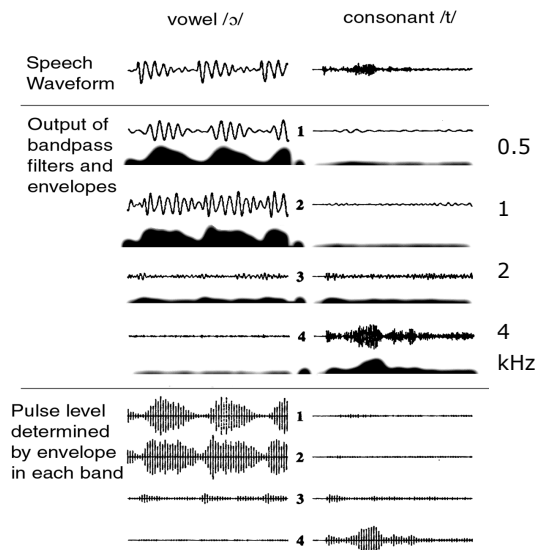 vowel /ɔ/ consonant /t/
Speech
Waveform
Output of
bandpass
filters and
envelopes
1
0.5
2
1
3
2
4
4
kHz
Pulse level
determined
by envelope
in each band
1
2
3
4